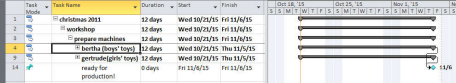 Task Mode Task Name Duration Start Finish Oct 18, '15 Oct 25, '15 Nov 1, '15
S M T W T F S S M T W T F S S M T W T F S
1 christmas 2011 12 days Wed 10/21/15 Fri 11/6/15
2 workshop 12 days Wed 10/21/15 Fri 11/6/15
3 prepare machines 12 days Wed 10/21/15 Fri 11/6/15
4 bertha (boys' toys) 12 days Wed 10/21/15 Thu 11/5/15
9 gertrude(girls' toys) 12 days Wed 10/21/15 Thu 11/5/15
14 ready for production! 0 days Fri 11/6/15 Fri 11/6/15 11/6